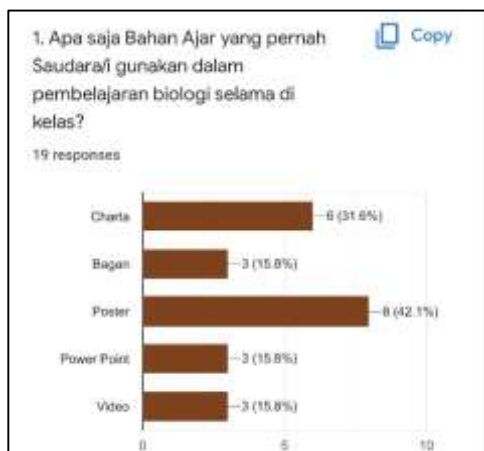 1. Apa saja Bahan Ajar yang pernah
Copy
Saudara/i gunakan dalam
pembelajaran biologi selama di
kelas?
19 responses
Charta
6 (31.6%)
Bagan
3 (15.8%)
Poster
8 (42.1%)
Power Point
3 (15.8%)
Video
3 (15.8%)
0
5
10